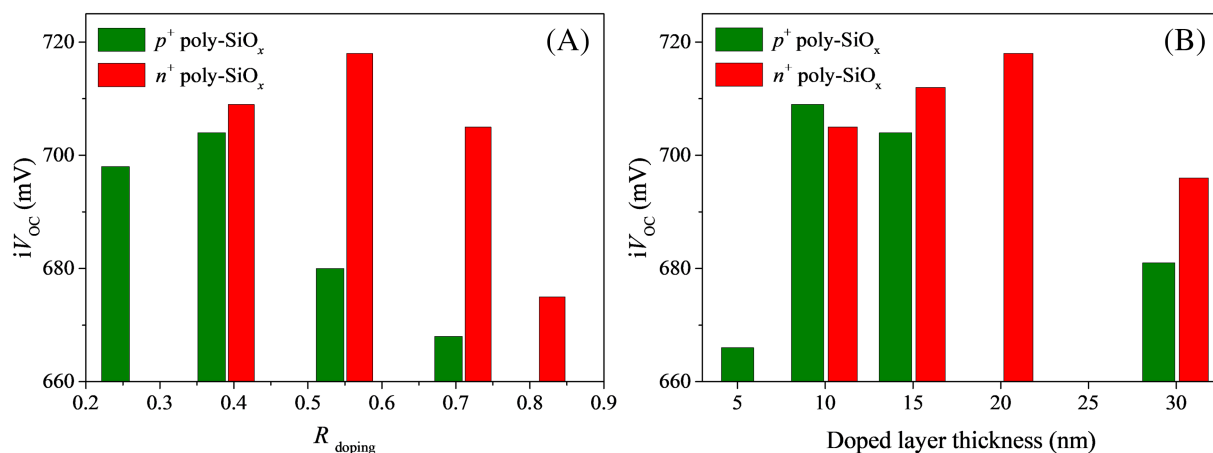 p⁺ poly-SiOₓ
n⁺ poly-SiOₓ
(A)
720
700
680
660
iV_OC (mV)
0.2 0.3 0.4 0.5 0.6 0.7 0.8 0.9
R_doping
p⁺ poly-SiOₓ
n⁺ poly-SiOₓ
(B)
720
700
680
660
iV_OC (mV)
5 10 15 20 25 30
Doped layer thickness (nm)